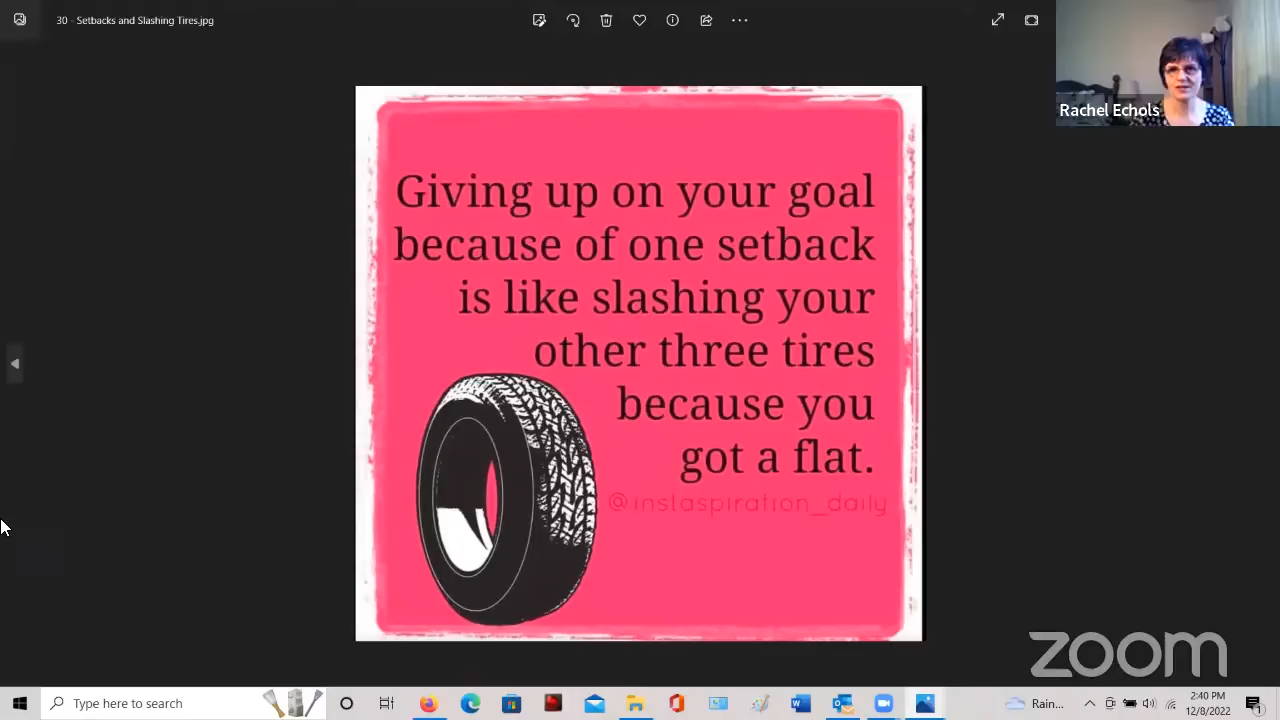 30 - Setbacks and Slashing Tires.jpg
Rachel Echols
Giving up on your goal
because of one setback
is like slashing your
other three tires
because you
got a flat.
@instaspiration_daily
zoom
Type here to search
Rain...
2:40 PM
12/8/2022
1